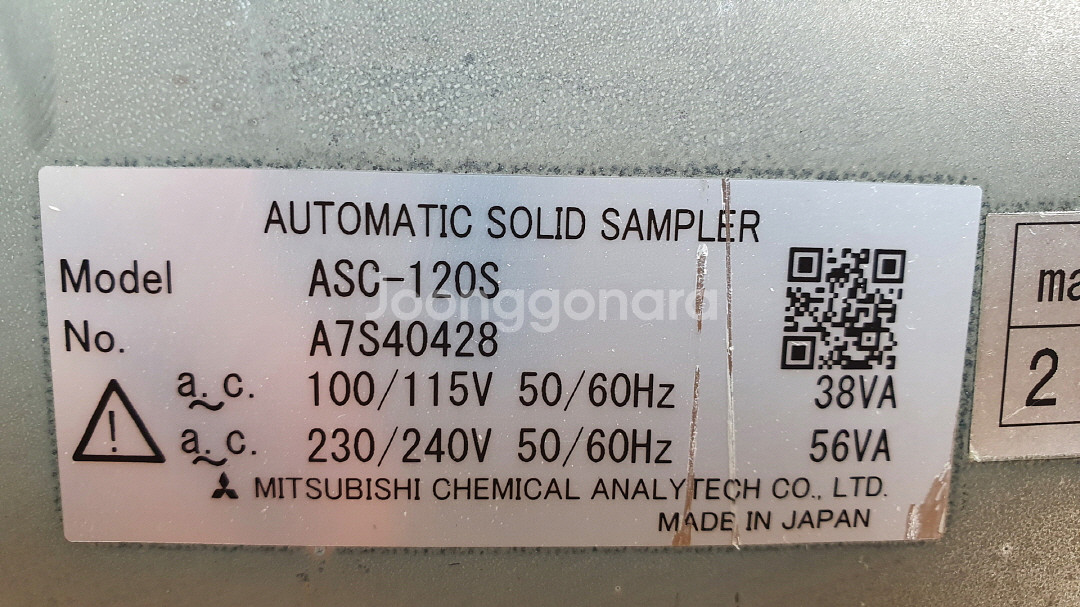 AUTOMATIC SOLID SAMPLER
Model ASC-120S
No. A7S40428
a.c. 100/115V 50/60Hz 38VA
a.c. 230/240V 50/60Hz 56VA
MITSUBISHI CHEMICAL ANALYTECH CO., LTD.
MADE IN JAPAN
Joonggonara
2